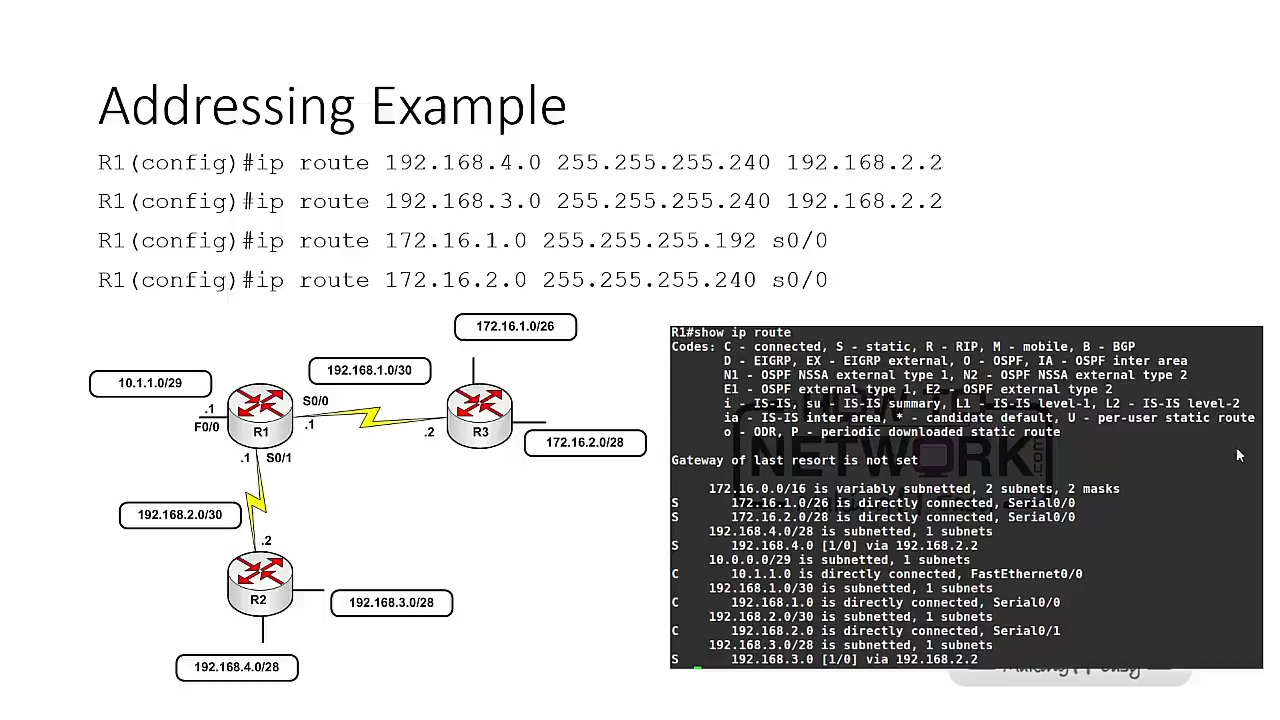 Addressing Example
R1(config)#ip route 192.168.4.0 255.255.255.240 192.168.2.2
R1(config)#ip route 192.168.3.0 255.255.255.240 192.168.2.2
R1(config)#ip route 172.16.1.0 255.255.255.192 s0/0
R1(config)#ip route 172.16.2.0 255.255.255.240 s0/0
172.16.1.0/26
192.168.1.0/30
10.1.1.0/29
.1
F0/0
R1
S0/0
.1
.2
R3
172.16.2.0/28
.1 S0/1
192.168.2.0/30
.2
R2
192.168.3.0/28
192.168.4.0/28
R1#show ip route
Codes: C - connected, S - static, R - RIP, M - mobile, B - BGP
D - EIGRP, EX - EIGRP external, O - OSPF, IA - OSPF inter area
N1 - OSPF NSSA external type 1, N2 - OSPF NSSA external type 2
E1 - OSPF external type 1, E2 - OSPF external type 2
i - IS-IS, su - IS-IS summary, L1 - IS-IS level-1, L2 - IS-IS level-2
ia - IS-IS inter area, * - candidate default, U - per-user static route
o - ODR, P - periodic downloaded static route
Gateway of last resort is not set
172.16.0.0/16 is variably subnetted, 2 subnets, 2 masks
S 172.16.1.0/26 is directly connected, Serial0/0
S 172.16.2.0/28 is directly connected, Serial0/0
192.168.4.0/28 is subnetted, 1 subnets
S 192.168.4.0 [1/0] via 192.168.2.2
10.0.0.0/29 is subnetted, 1 subnets
C 10.1.1.0 is directly connected, FastEthernet0/0
192.168.1.0/30 is subnetted, 1 subnets
C 192.168.1.0 is directly connected, Serial0/0
192.168.2.0/30 is subnetted, 1 subnets
C 192.168.2.0 is directly connected, Serial0/1
192.168.3.0/28 is subnetted, 1 subnets
S 192.168.3.0 [1/0] via 192.168.2.2
NETWORK
.com